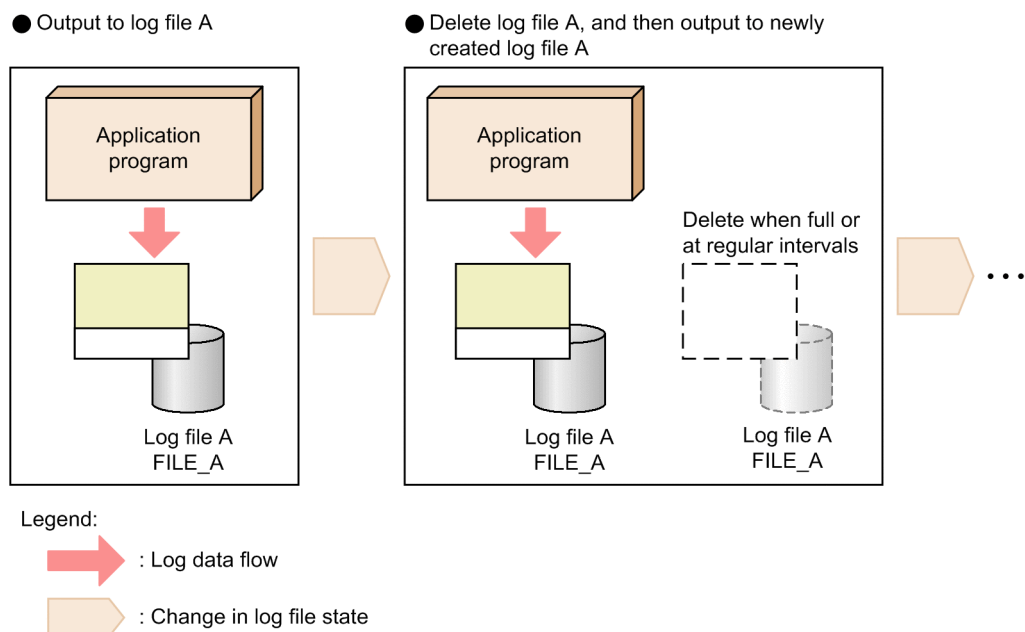 ● Output to log file A
Application
program
Log file A
FILE_A
● Delete log file A, and then output to newly
created log file A
Application
program
Log file A
FILE_A
Delete when full or
at regular intervals
Log file A
FILE_A
• • •
Legend:
: Log data flow
: Change in log file state